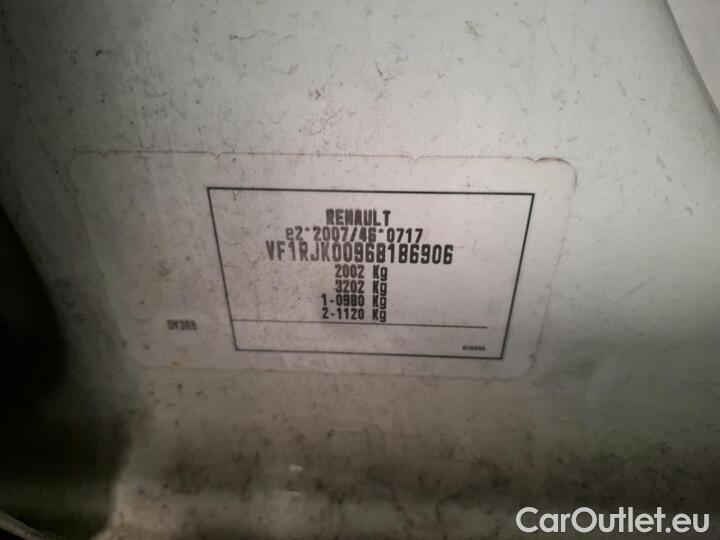 RENAULT
e2*2007/46*0717
VF1RJK00968186906
2002 Kg
3202 Kg
1-0980 Kg
2-1120 Kg
CarOutlet.eu